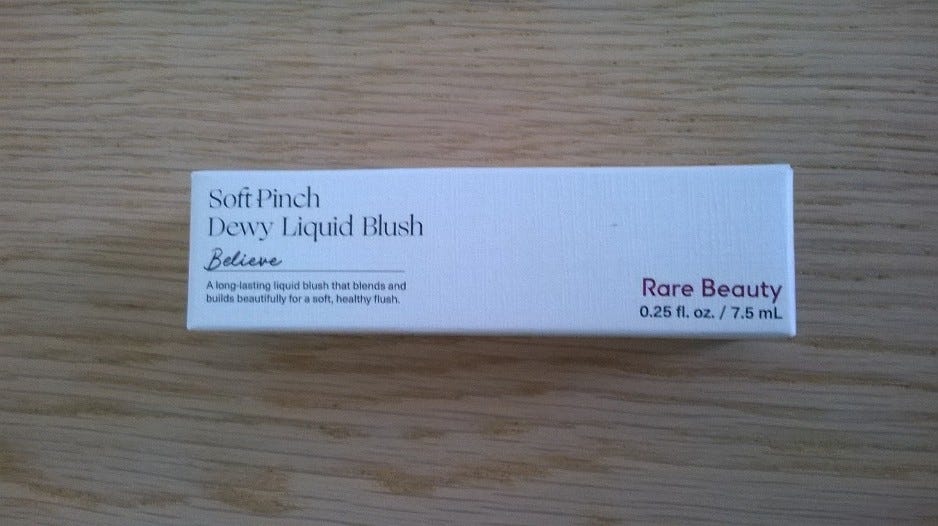 Soft Pinch
Dewy Liquid Blush
Believe
A long-lasting liquid blush that blends and
builds beautifully for a soft, healthy flush.
Rare Beauty
0.25 fl. oz. / 7.5 mL